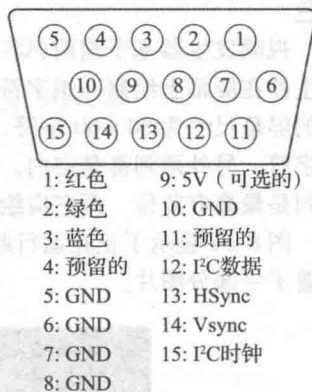 5 4 3 2 1
10 9 8 7 6
15 14 13 12 11
1: 红色
2: 绿色
3: 蓝色
4: 预留的
5: GND
6: GND
7: GND
8: GND
9: 5V（可选的）
10: GND
11: 预留的
12: I²C数据
13: HSync
14: Vsync
15: I²C时钟